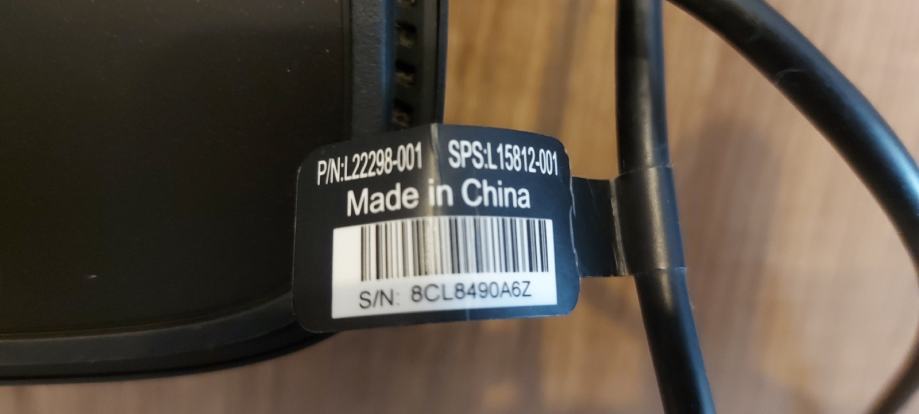 P/N:L22298-001 SPS:L15812-001
Made in China
S/N: 8CL8490A6Z